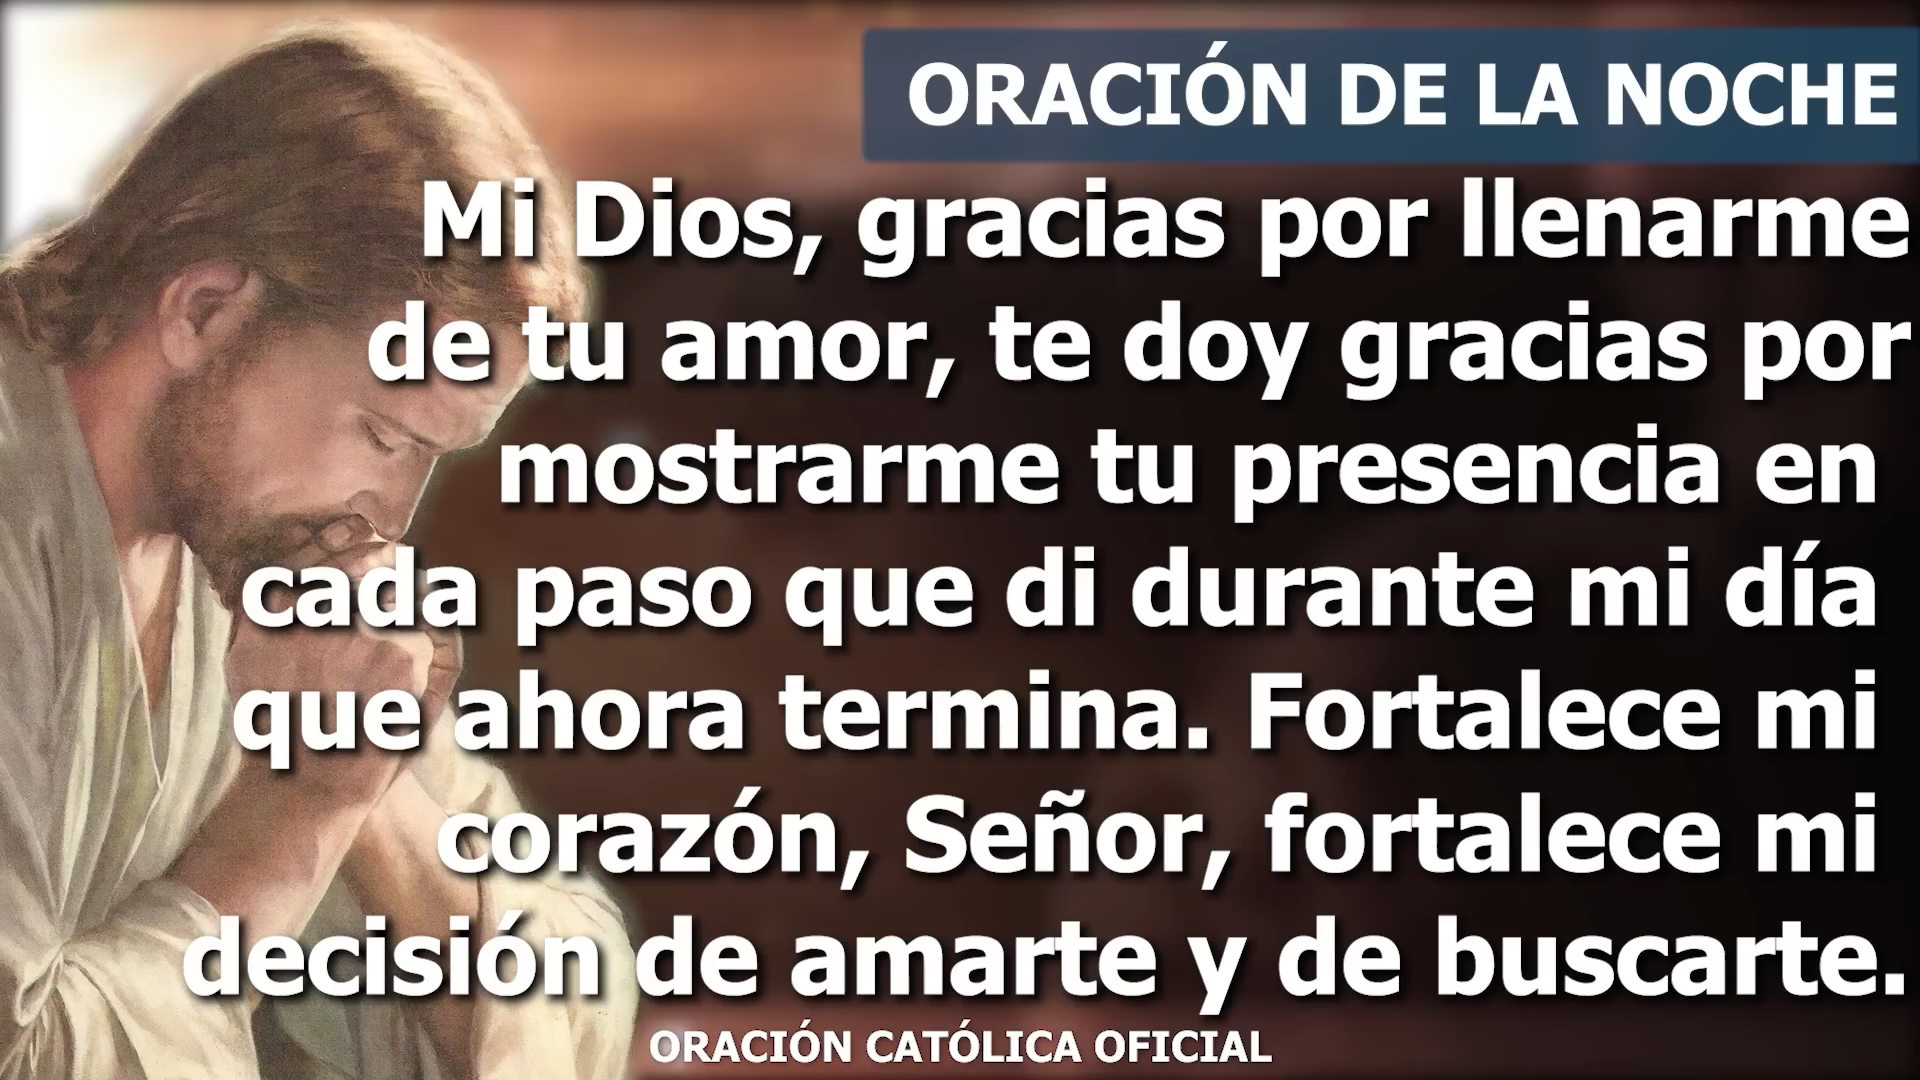 ORACIÓN DE LA NOCHE
Mi Dios, gracias por llenarme
de tu amor, te doy gracias por
mostrarme tu presencia en
cada paso que di durante mi día
que ahora termina. Fortalece mi
corazón, Señor, fortalece mi
decisión de amarte y de buscarte.
ORACIÓN CATÓLICA OFICIAL